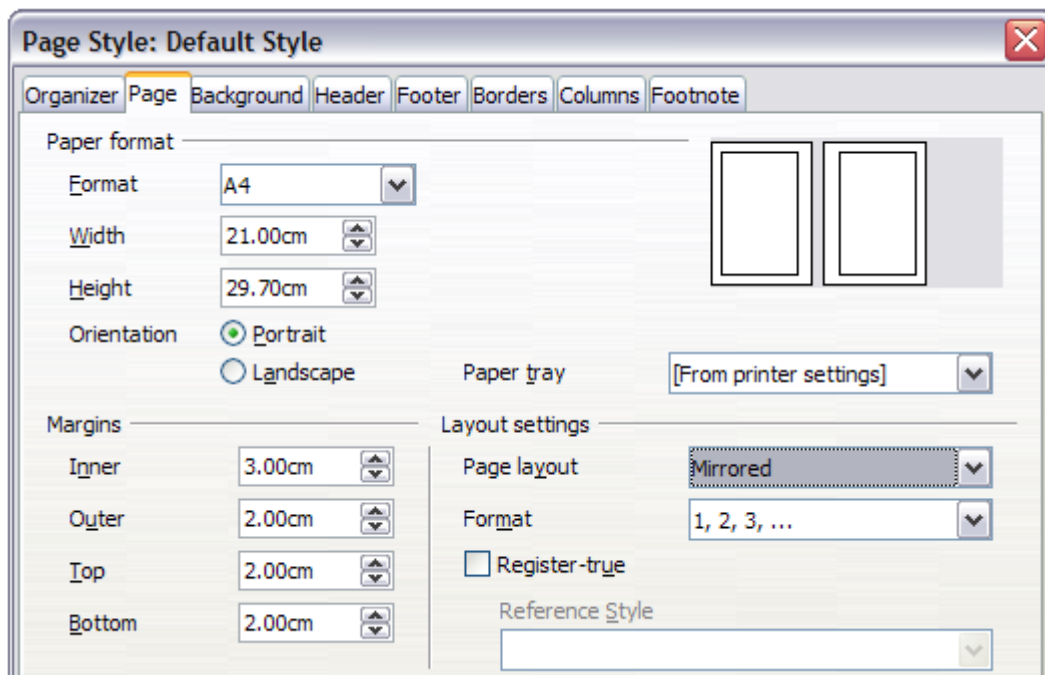 Page Style: Default Style
Organizer Page Background Header Footer Borders Columns Footnote
Paper format
Format A4
Width 21.00cm
Height 29.70cm
Orientation Portrait
Landscape
Paper tray [From printer settings]
Margins
Inner 3.00cm
Outer 2.00cm
Top 2.00cm
Bottom 2.00cm
Layout settings
Page layout Mirrored
Format 1, 2, 3, ...
Register-true
Reference Style